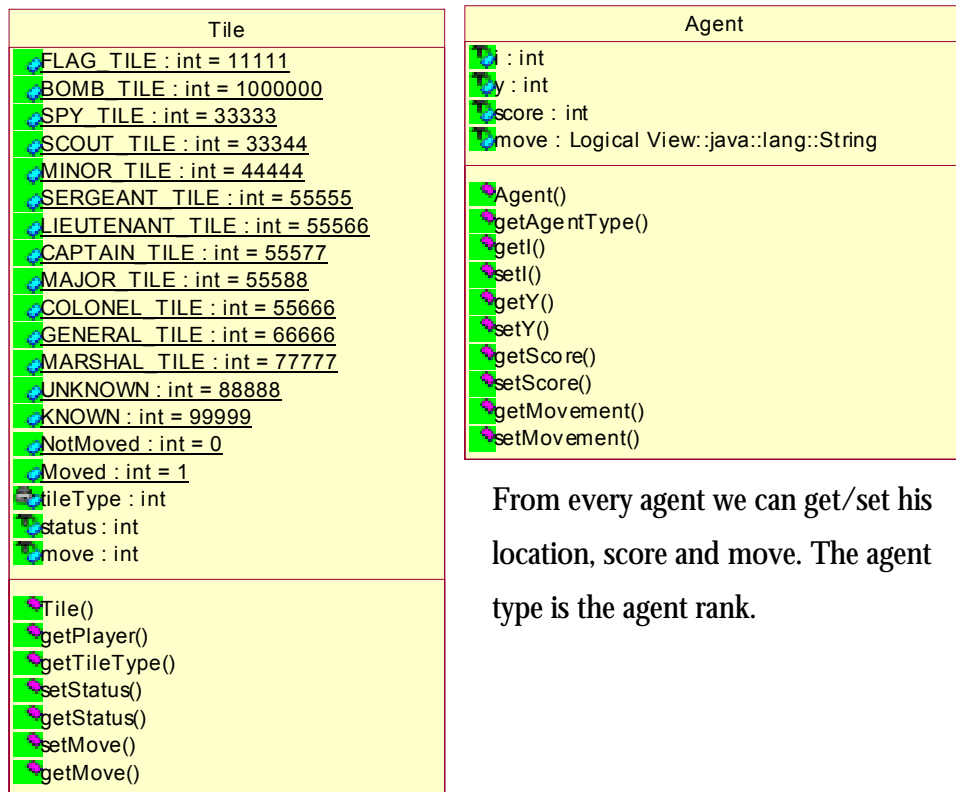 Tile
FLAG_TILE : int = 11111
BOMB_TILE : int = 1000000
SPY_TILE : int = 33333
SCOUT_TILE : int = 33344
MINOR_TILE : int = 44444
SERGEANT_TILE : int = 55555
LIEUTENANT_TILE : int = 55566
CAPTAIN_TILE : int = 55577
MAJOR_TILE : int = 55588
COLONEL_TILE : int = 55666
GENERAL_TILE : int = 66666
MARSHAL_TILE : int = 77777
UNKNOWN : int = 88888
KNOWN : int = 99999
NotMoved : int = 0
Moved : int = 1
tileType : int
status : int
move : int
Tile()
getPlayer()
getTileType()
setStatus()
getStatus()
setMove()
getMove()
Agent
i : int
y : int
score : int
move : Logical View::java::lang::String
Agent()
getAgentType()
getI()
setI()
getY()
setY()
getScore()
setScore()
getMovement()
setMovement()
From every agent we can get/set his
location, score and move. The agent
type is the agent rank.